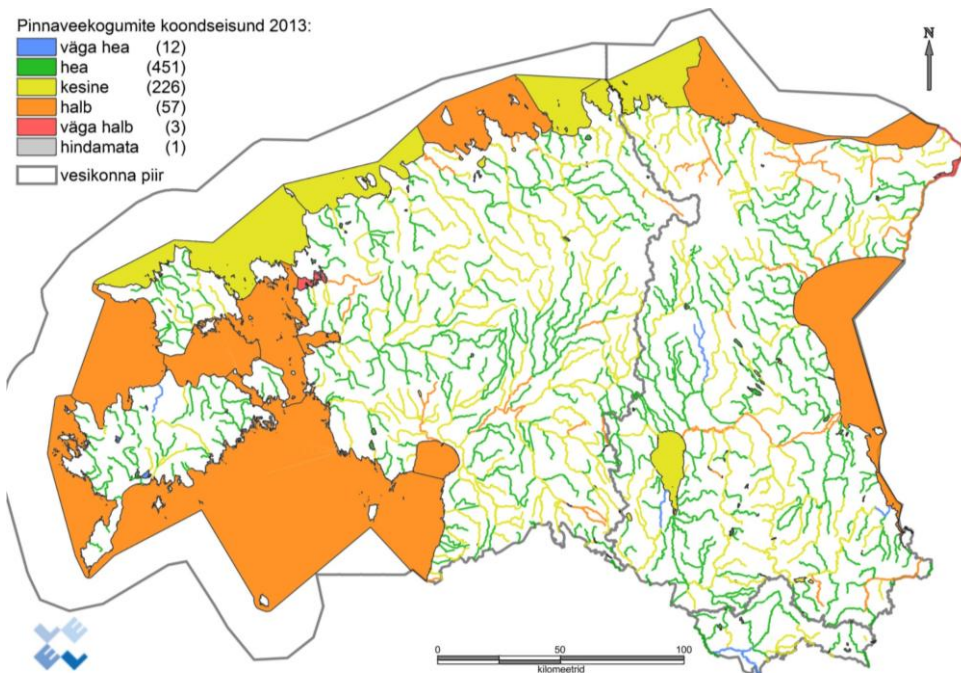 Pinnaveekogumite koondseisund 2013:
väga hea (12)
hea (451)
kesine (226)
halb (57)
väga halb (3)
hindamata (1)
vesikonna piir
N
0 50 100
kilomeetrid